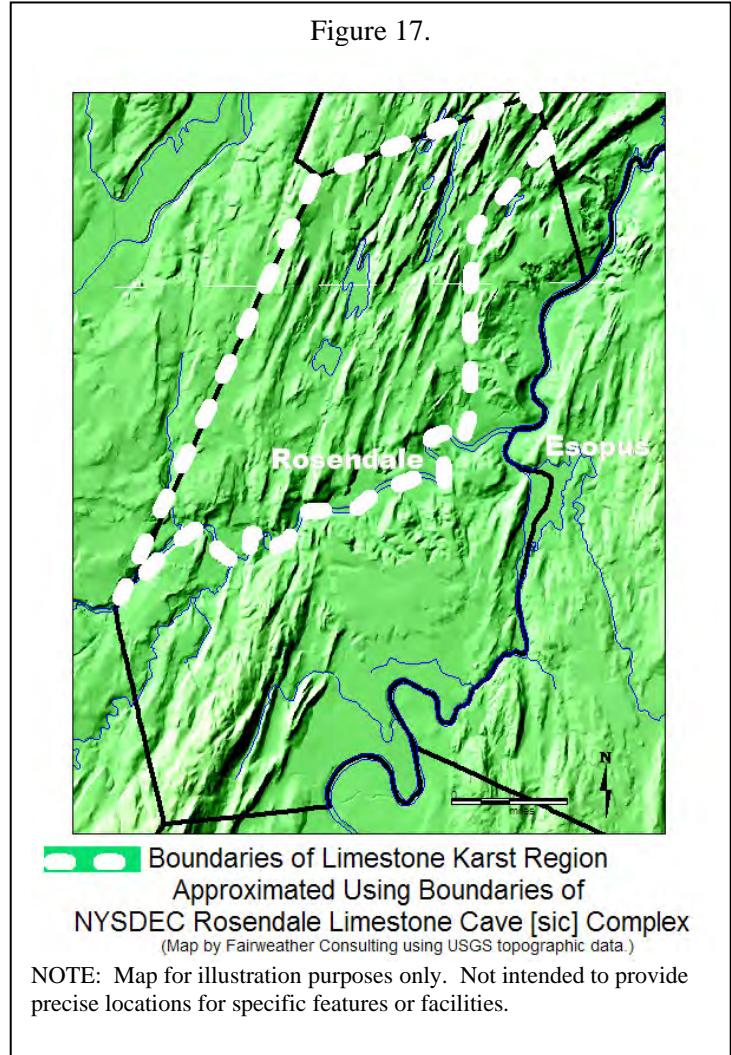 Figure 17.
Rosendale
Esopus
N
0
miles
Boundaries of Limestone Karst Region
Approximated Using Boundaries of
NYSDEC Rosendale Limestone Cave [sic] Complex
(Map by Fairweather Consulting using USGS topographic data.)
NOTE:  Map for illustration purposes only.  Not intended to provide
precise locations for specific features or facilities.